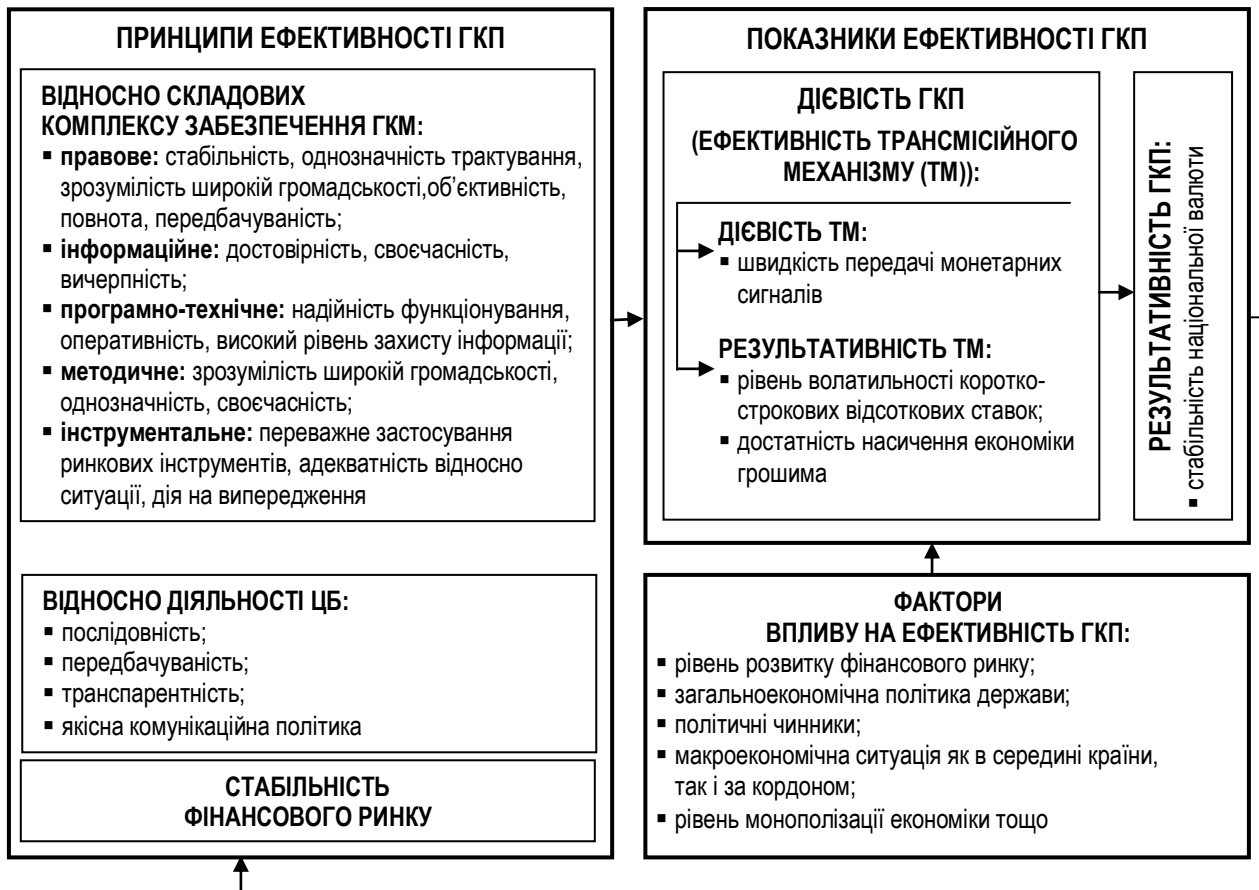 ПРИНЦИПИ ЕФЕКТИВНОСТІ ГКП
ВІДНОСНО СКЛАДОВИХ
КОМПЛЕКСУ ЗАБЕЗПЕЧЕННЯ ГКМ:
▪ правове: стабільність, однозначність трактування,
зрозумілість широкій громадськості,об’єктивність,
повнота, передбачуваність;
▪ інформаційне: достовірність, своєчасність,
вичерпність;
▪ програмно-технічне: надійність функціонування,
оперативність, високий рівень захисту інформації;
▪ методичне: зрозумілість широкій громадськості,
однозначність, своєчасність;
▪ інструментальне: переважне застосування
ринкових інструментів, адекватність відносно
ситуації, дія на випередження
ВІДНОСНО ДІЯЛЬНОСТІ ЦБ:
▪ послідовність;
▪ передбачуваність;
▪ транспарентність;
▪ якісна комунікаційна політика
СТАБІЛЬНІСТЬ
ФІНАНСОВОГО РИНКУ
ПОКАЗНИКИ ЕФЕКТИВНОСТІ ГКП
ДІЄВІСТЬ ГКП
(ЕФЕКТИВНІСТЬ ТРАНСМІСІЙНОГО
МЕХАНІЗМУ (ТМ)):
ДІЄВІСТЬ ТМ:
▪ швидкість передачі монетарних
сигналів
РЕЗУЛЬТАТИВНІСТЬ ТМ:
▪ рівень волатильності коротко-
строкових відсоткових ставок;
▪ достатність насичення економіки
грошима
РЕЗУЛЬТАТИВНІСТЬ ГКП:
▪ стабільність національної валюти
ФАКТОРИ
ВПЛИВУ НА ЕФЕКТИВНІСТЬ ГКП:
▪ рівень розвитку фінансового ринку;
▪ загальноекономічна політика держави;
▪ політичні чинники;
▪ макроекономічна ситуація як в середині країни,
так і за кордоном;
▪ рівень монополізації економіки тощо